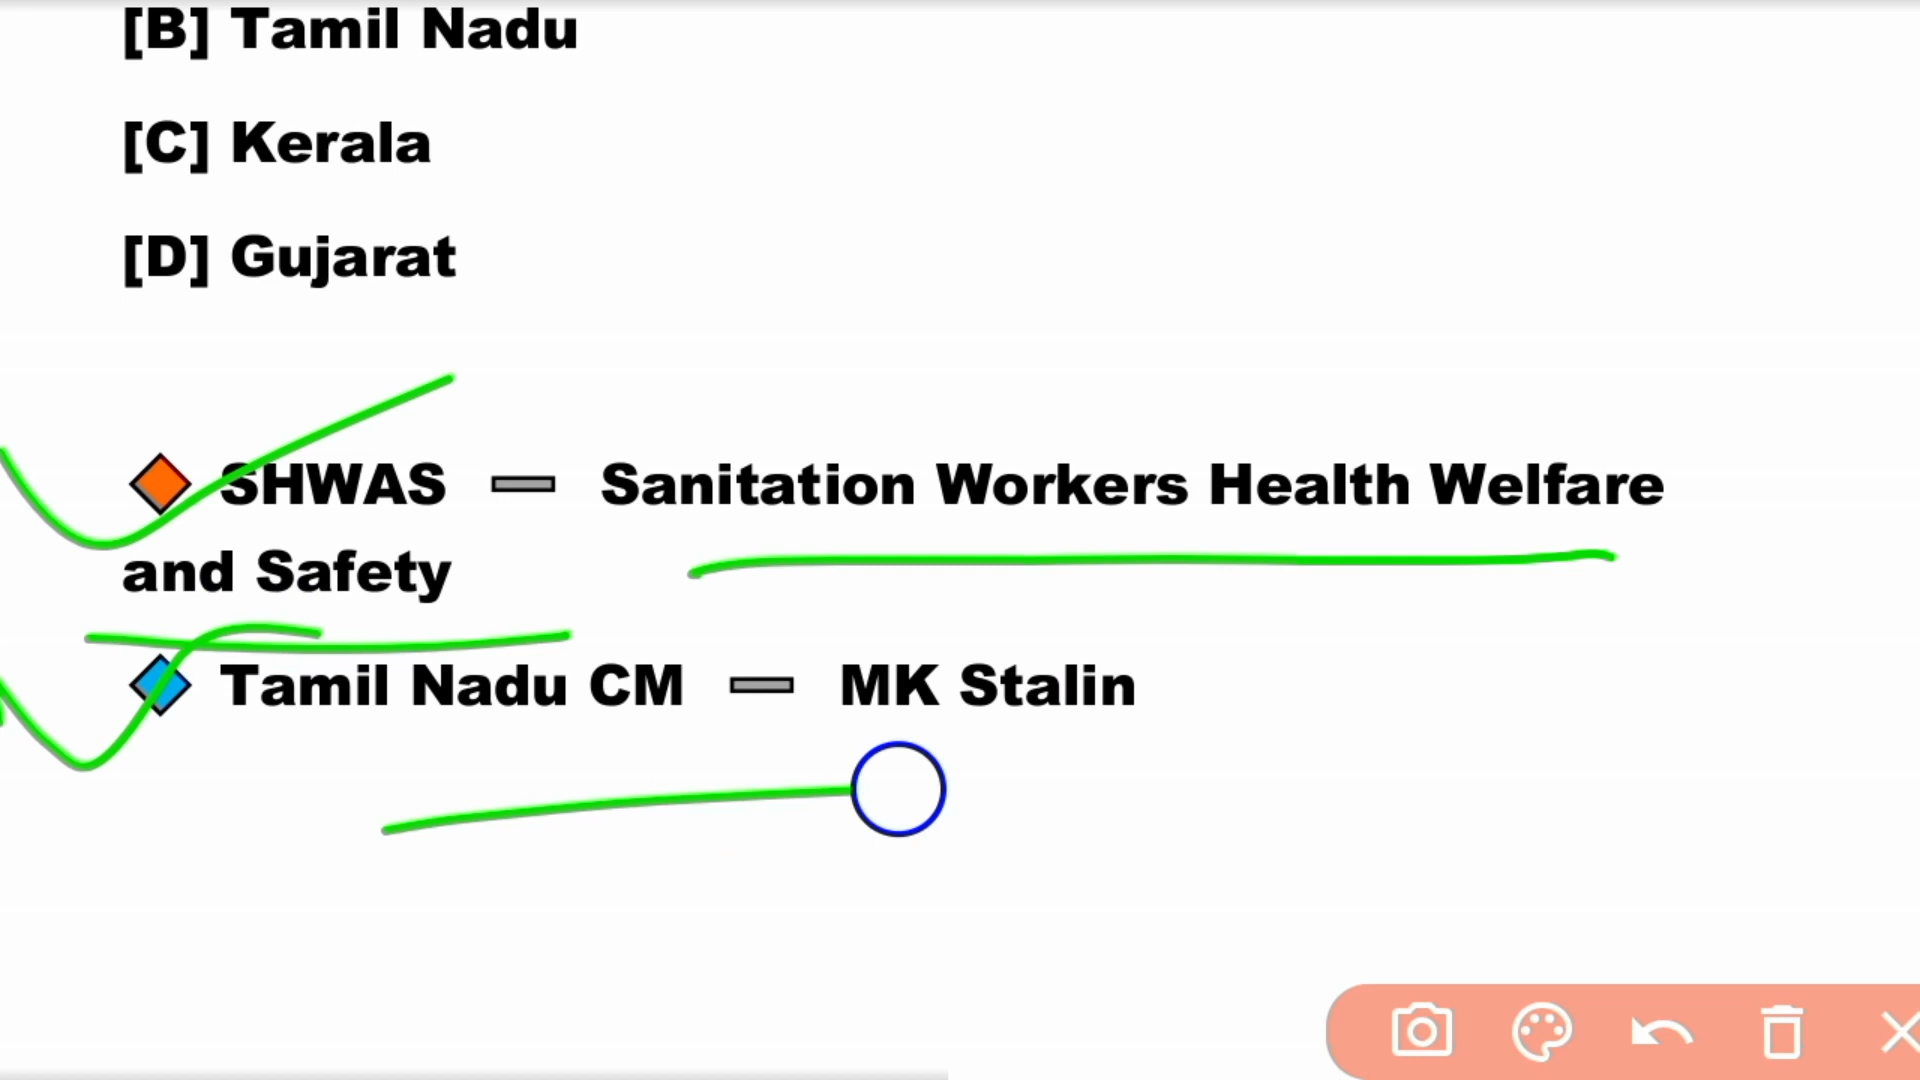 [B] Tamil Nadu
[C] Kerala
[D] Gujarat
SHWAS — Sanitation Workers Health Welfare
and Safety
Tamil Nadu CM — MK Stalin